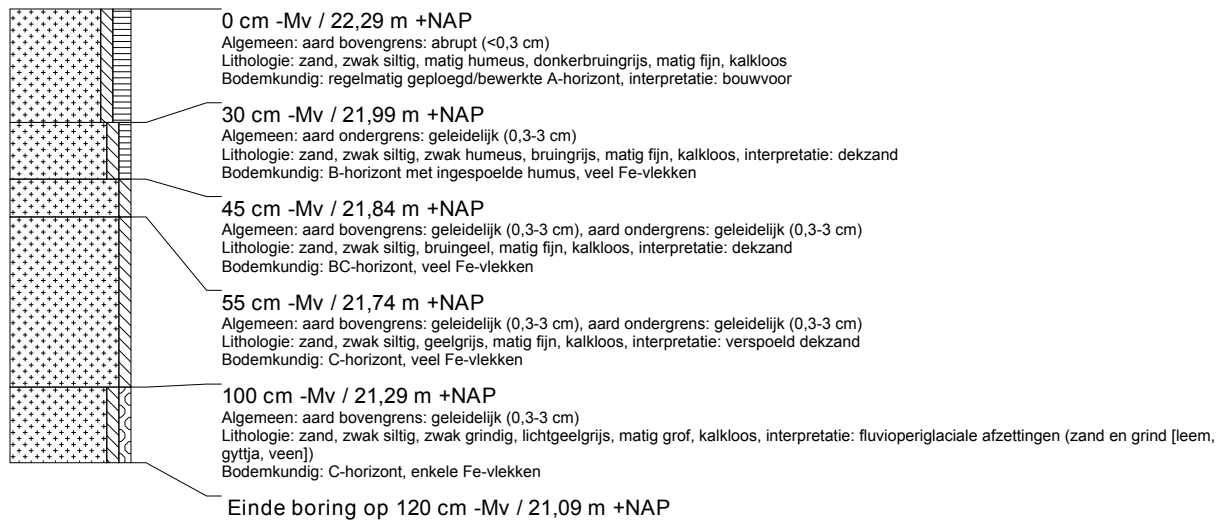 0 cm -Mv / 22,29 m +NAP
Algemeen: aard bovengrens: abrupt (<0,3 cm)
Lithologie: zand, zwak siltig, matig humeus, donkerbruingrijs, matig fijn, kalkloos
Bodemkundig: regelmatig geploegd/bewerkte A-horizont, interpretatie: bouwvoor
30 cm -Mv / 21,99 m +NAP
Algemeen: aard ondergrens: geleidelijk (0,3-3 cm)
Lithologie: zand, zwak siltig, zwak humeus, bruingrijs, matig fijn, kalkloos, interpretatie: dekzand
Bodemkundig: B-horizont met ingespoelde humus, veel Fe-vlekken
45 cm -Mv / 21,84 m +NAP
Algemeen: aard bovengrens: geleidelijk (0,3-3 cm), aard ondergrens: geleidelijk (0,3-3 cm)
Lithologie: zand, zwak siltig, bruingeel, matig fijn, kalkloos, interpretatie: dekzand
Bodemkundig: BC-horizont, veel Fe-vlekken
55 cm -Mv / 21,74 m +NAP
Algemeen: aard bovengrens: geleidelijk (0,3-3 cm), aard ondergrens: geleidelijk (0,3-3 cm)
Lithologie: zand, zwak siltig, geelgrijs, matig fijn, kalkloos, interpretatie: verspoeld dekzand
Bodemkundig: C-horizont, veel Fe-vlekken
100 cm -Mv / 21,29 m +NAP
Algemeen: aard bovengrens: geleidelijk (0,3-3 cm)
Lithologie: zand, zwak siltig, zwak grindig, lichtgeelgrijs, matig grof, kalkloos, interpretatie: fluvioperiglaciale afzettingen (zand en grind [leem,
gyttja, veen])
Bodemkundig: C-horizont, enkele Fe-vlekken
Einde boring op 120 cm -Mv / 21,09 m +NAP